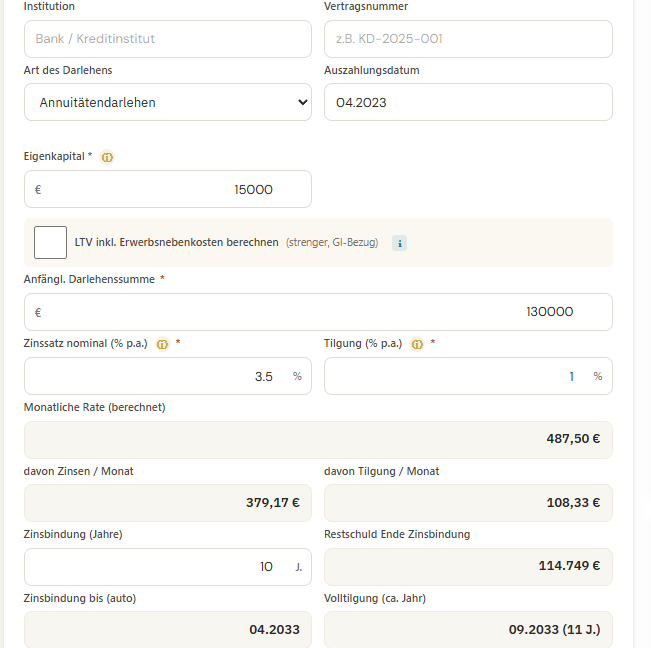 Institution
Vertragsnummer
Bank / Kreditinstitut
z.B. KD-2025-001
Art des Darlehens
Auszahlungsdatum
Annuitätendarlehen
04.2023
Eigenkapital *
€ 15000
LTV inkl. Erwerbsnebenkosten berechnen (strenger, GI-Bezug) i
Anfängl. Darlehenssumme *
€ 130000
Zinssatz nominal (% p.a.) *
Tilgung (% p.a.) *
3.5 %
1 %
Monatliche Rate (berechnet)
487,50 €
davon Zinsen / Monat
davon Tilgung / Monat
379,17 €
108,33 €
Zinsbindung (Jahre)
Restschuld Ende Zinsbindung
10 J.
114.749 €
Zinsbindung bis (auto)
Volltilgung (ca. Jahr)
04.2033
09.2033 (11 J.)